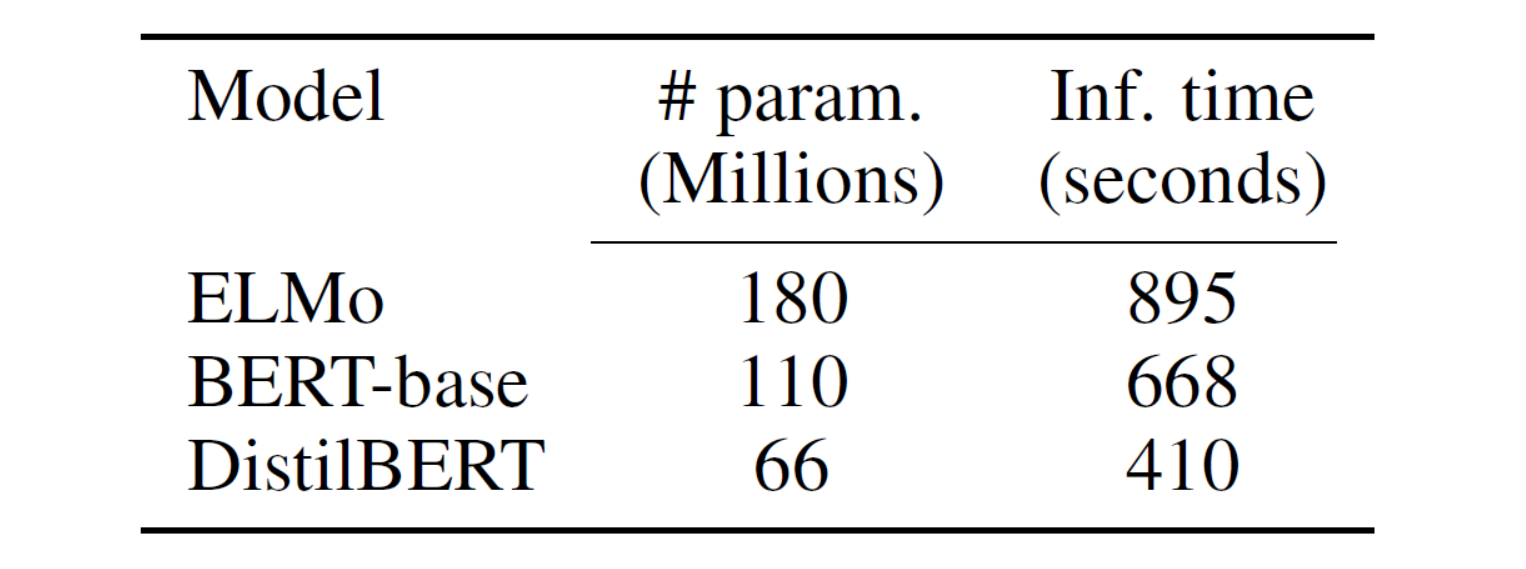 Model # param. Inf. time
(Millions) (seconds)
ELMo 180 895
BERT-base 110 668
DistilBERT 66 410